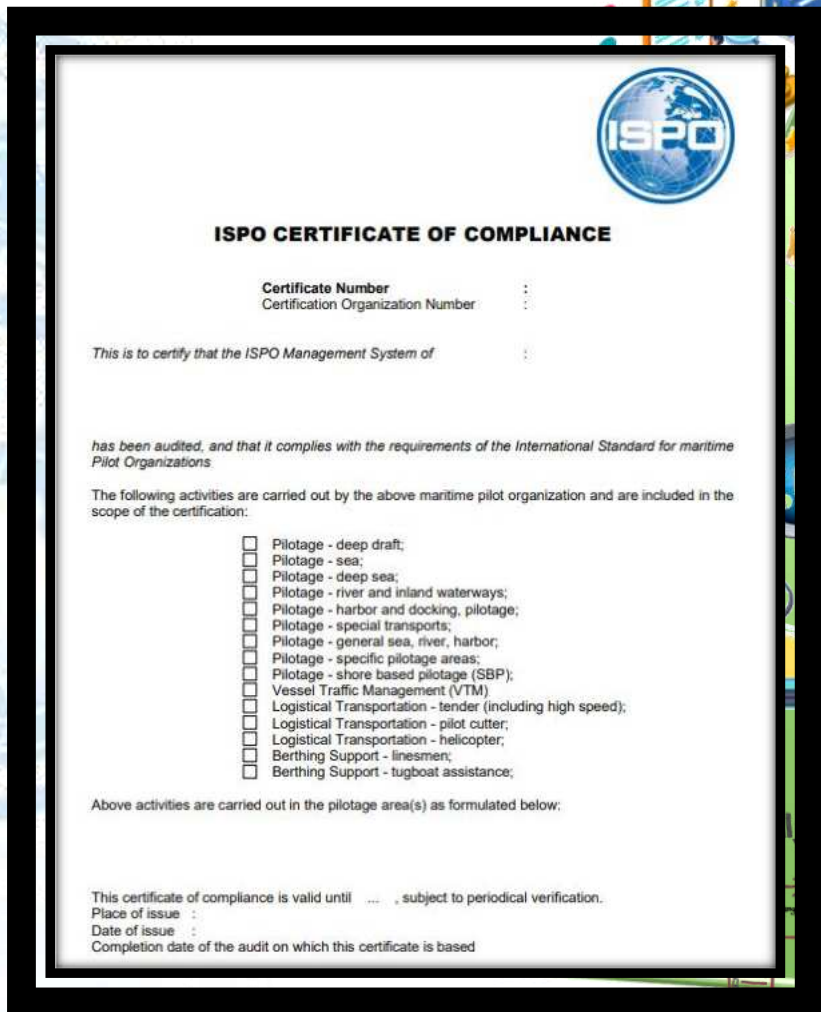 ISPO
ISPO CERTIFICATE OF COMPLIANCE
Certificate Number :
Certification Organization Number :
This is to certify that the ISPO Management System of :
has been audited, and that it complies with the requirements of the International Standard for maritime
Pilot Organizations
The following activities are carried out by the above maritime pilot organization and are included in the
scope of the certification:
Pilotage - deep draft;
Pilotage - sea;
Pilotage - deep sea;
Pilotage - river and inland waterways;
Pilotage - harbor and docking, pilotage;
Pilotage - special transports;
Pilotage - general sea, river, harbor;
Pilotage - specific pilotage areas;
Pilotage - shore based pilotage (SBP);
Vessel Traffic Management (VTM)
Logistical Transportation - tender (including high speed);
Logistical Transportation - pilot cutter;
Logistical Transportation - helicopter;
Berthing Support - linesmen;
Berthing Support - tugboat assistance;
Above activities are carried out in the pilotage area(s) as formulated below:
This certificate of compliance is valid until ... , subject to periodical verification.
Place of issue :
Date of issue :
Completion date of the audit on which this certificate is based